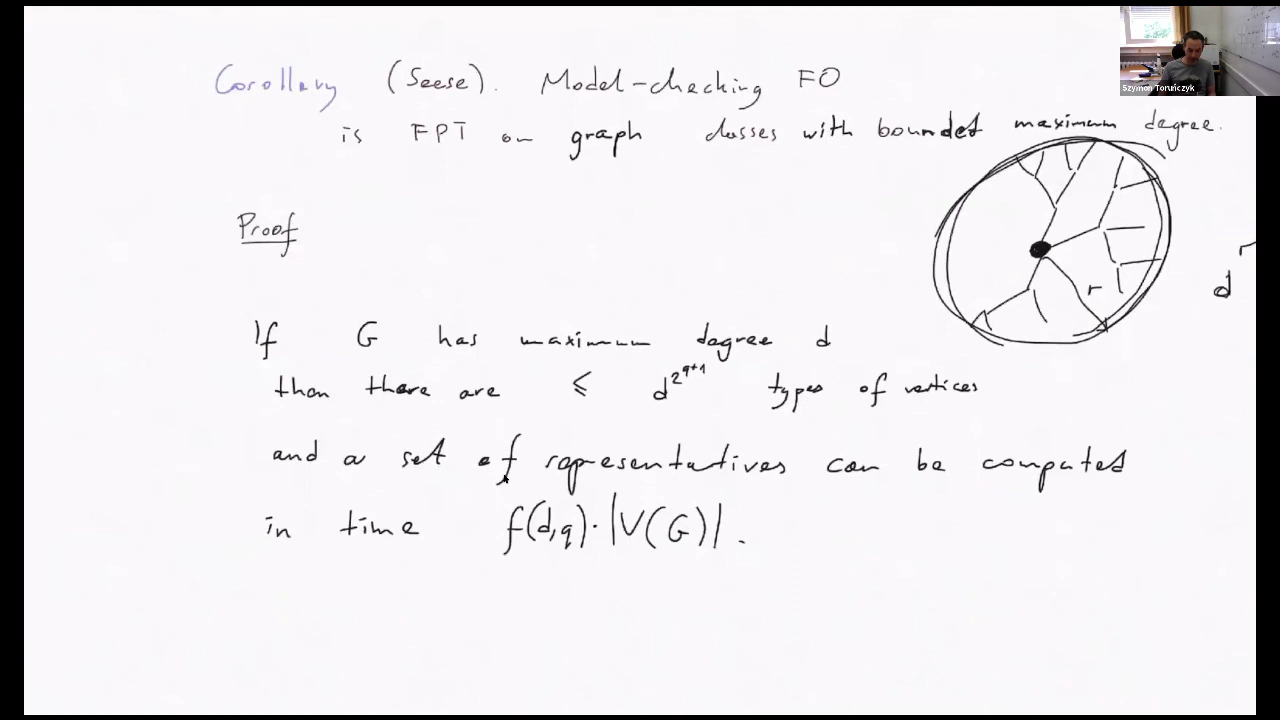 Corollary (Seese). Model-checking FO
is FPT on graph classes with bounded maximum degree.
Proof
r
d^r
If G has maximum degree d
then there are ≤ d^{2^{q+1}} types of vertices
and a set of representatives can be computed
in time f(d,q)·|V(G)|.
Szymon Toruńczyk